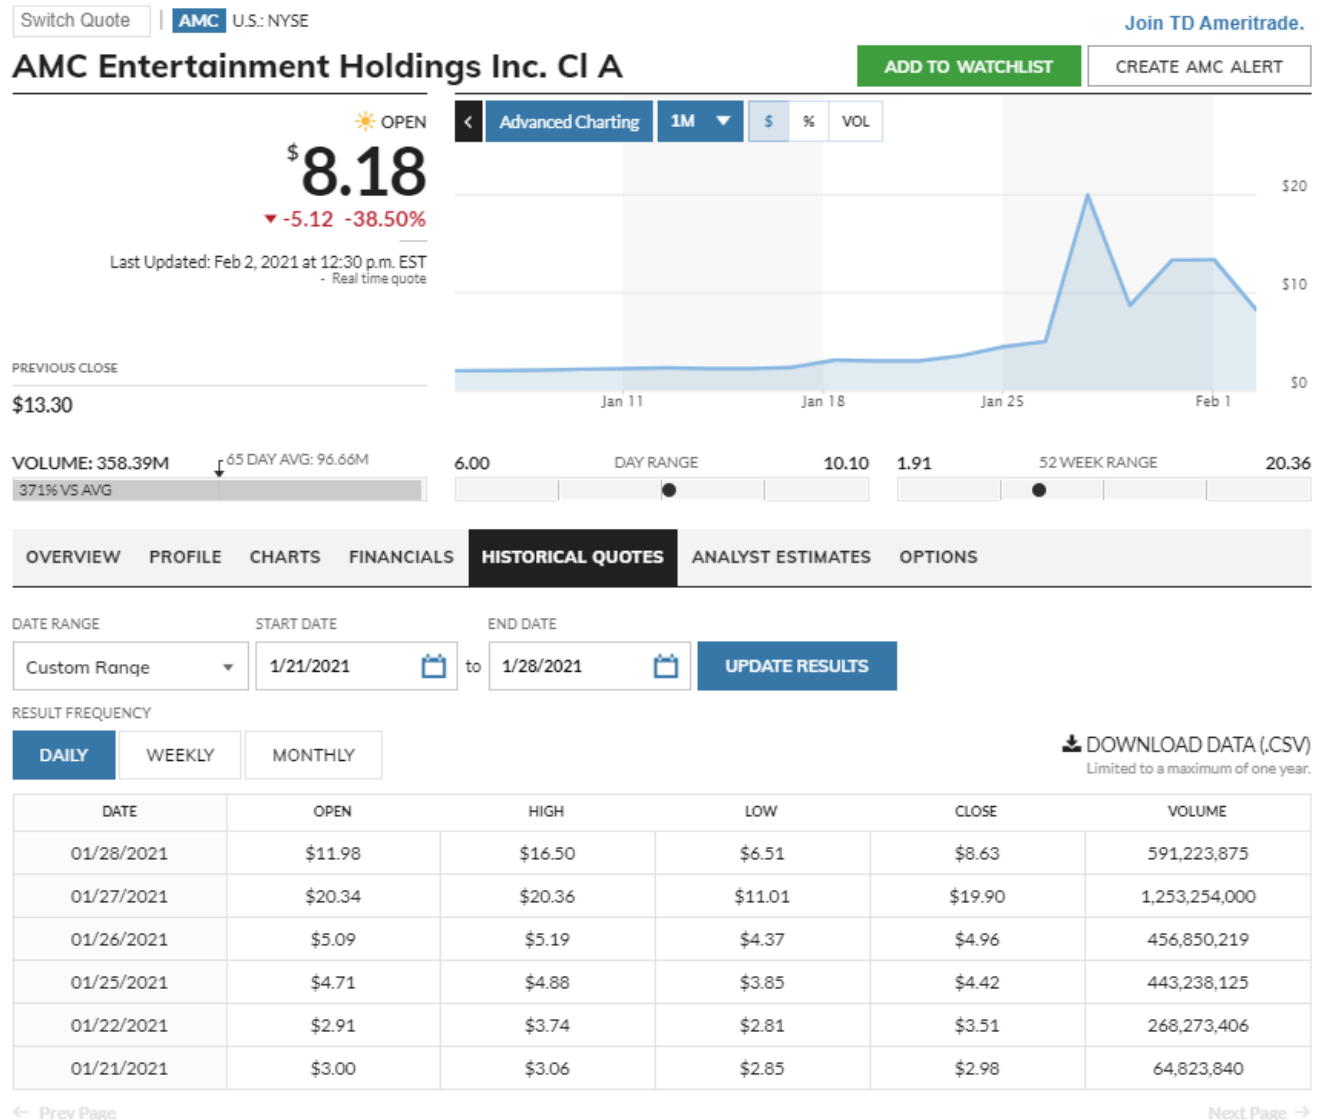 Switch Quote | AMC U.S.: NYSE
Join TD Ameritrade.
AMC Entertainment Holdings Inc. Cl A
ADD TO WATCHLIST CREATE AMC ALERT
OPEN
$8.18
-5.12 -38.50%
Last Updated: Feb 2, 2021 at 12:30 p.m. EST
- Real time quote
PREVIOUS CLOSE
$13.30
< Advanced Charting 1M $ % VOL
$20
$10
$0
Jan 11 Jan 18 Jan 25 Feb 1
VOLUME: 358.39M 65 DAY AVG: 96.66M
371% VS AVG
6.00 DAY RANGE 10.10
1.91 52 WEEK RANGE 20.36
OVERVIEW PROFILE CHARTS FINANCIALS HISTORICAL QUOTES ANALYST ESTIMATES OPTIONS
DATE RANGE START DATE END DATE
Custom Range 1/21/2021 to 1/28/2021 UPDATE RESULTS
RESULT FREQUENCY
DAILY WEEKLY MONTHLY
DOWNLOAD DATA (.CSV)
Limited to a maximum of one year.
DATE OPEN HIGH LOW CLOSE VOLUME
01/28/2021 $11.98 $16.50 $6.51 $8.63 591,223,875
01/27/2021 $20.34 $20.36 $11.01 $19.90 1,253,254,000
01/26/2021 $5.09 $5.19 $4.37 $4.96 456,850,219
01/25/2021 $4.71 $4.88 $3.85 $4.42 443,238,125
01/22/2021 $2.91 $3.74 $2.81 $3.51 268,273,406
01/21/2021 $3.00 $3.06 $2.85 $2.98 64,823,840
← Prev Page Next Page →